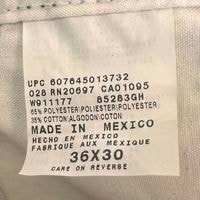 UPC 607645013732
028 RN20697 CA01095
W911177 85283GH
65% POLYESTER/POLIESTER/POLYESTER
35% COTTON/ALGODON/COTON
MADE IN MEXICO
HECHO EN MEXICO
FABRIQUE AUX MEXIQUE
36X30
CARE ON REVERSE